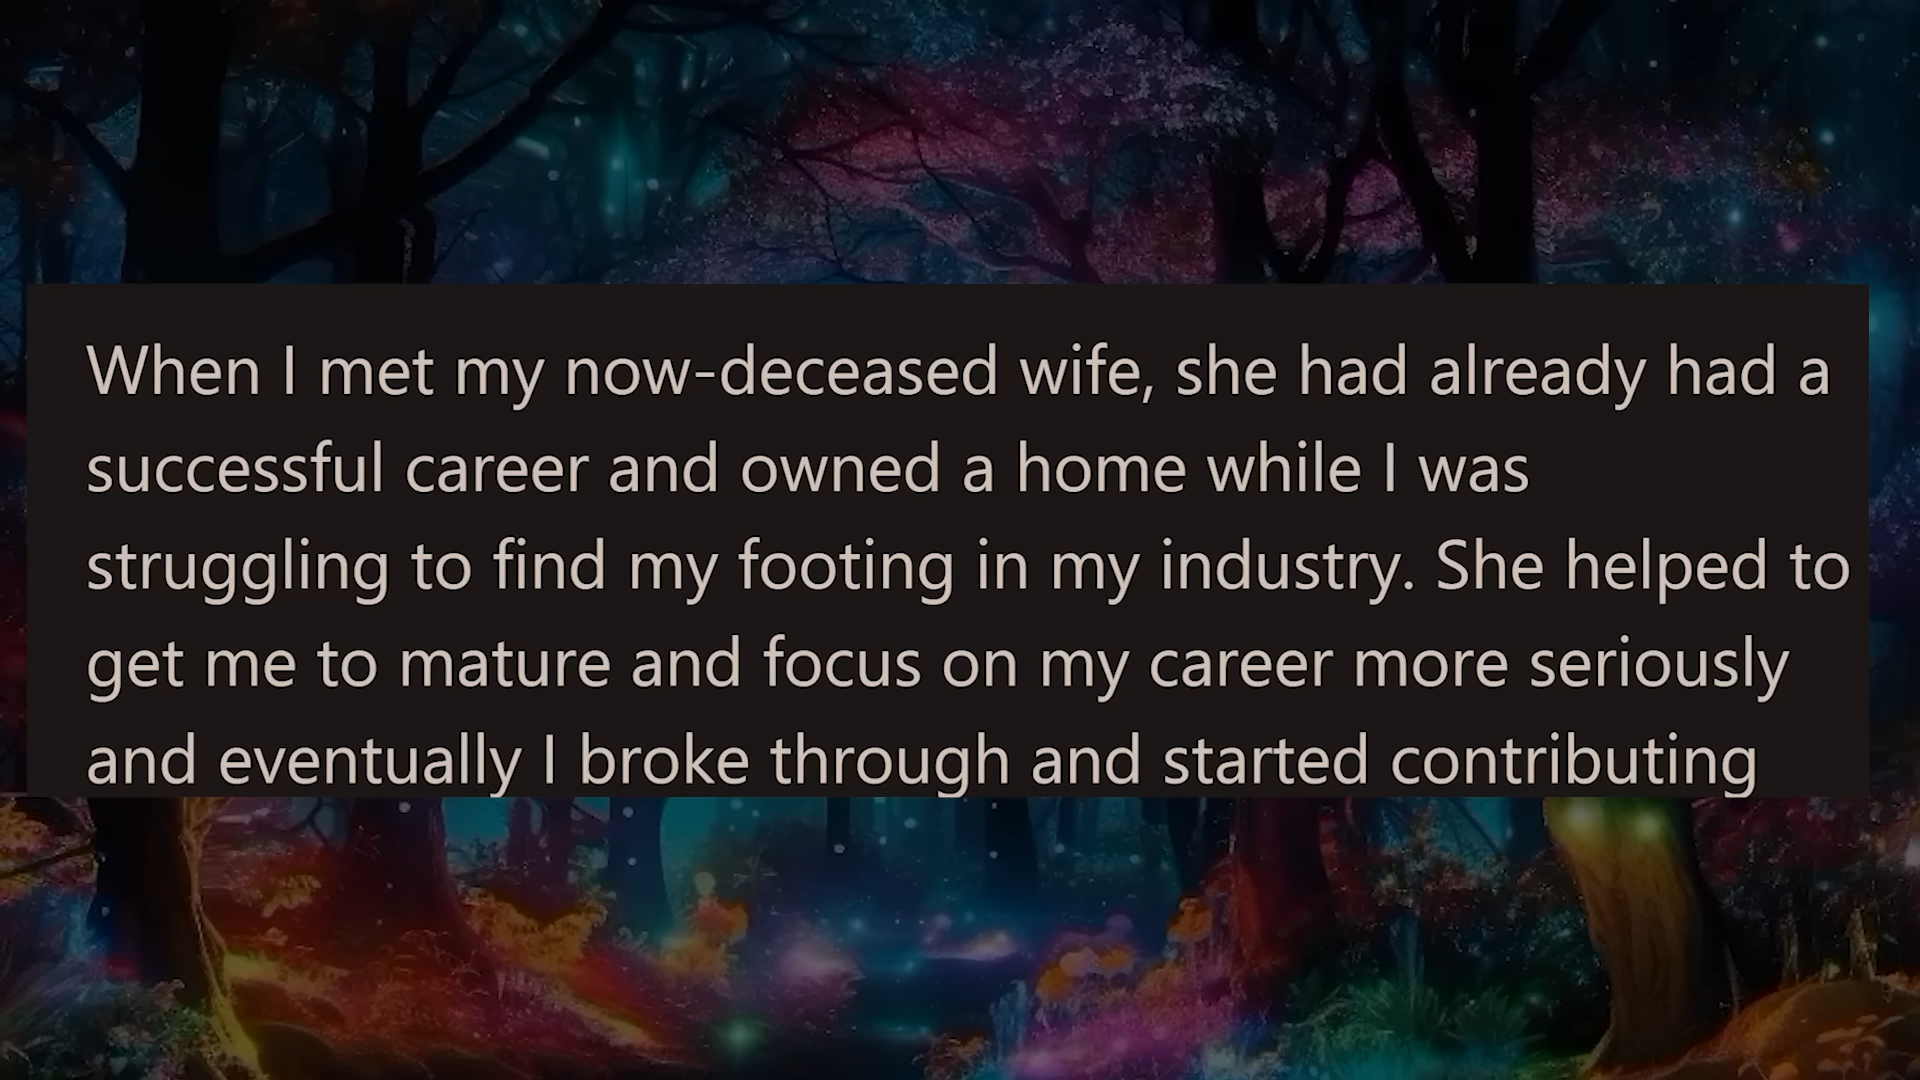 When I met my now-deceased wife, she had already had a
successful career and owned a home while I was
struggling to find my footing in my industry. She helped to
get me to mature and focus on my career more seriously
and eventually I broke through and started contributing